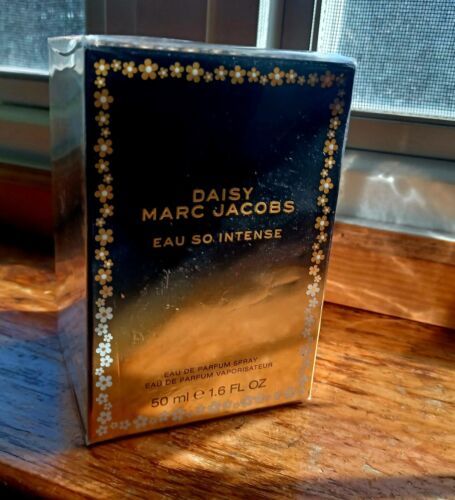 DAISY
MARC JACOBS
EAU SO INTENSE
EAU DE PARFUM SPRAY
EAU DE PARFUM VAPORISATEUR
50 ml ℮ 1.6 FL OZ